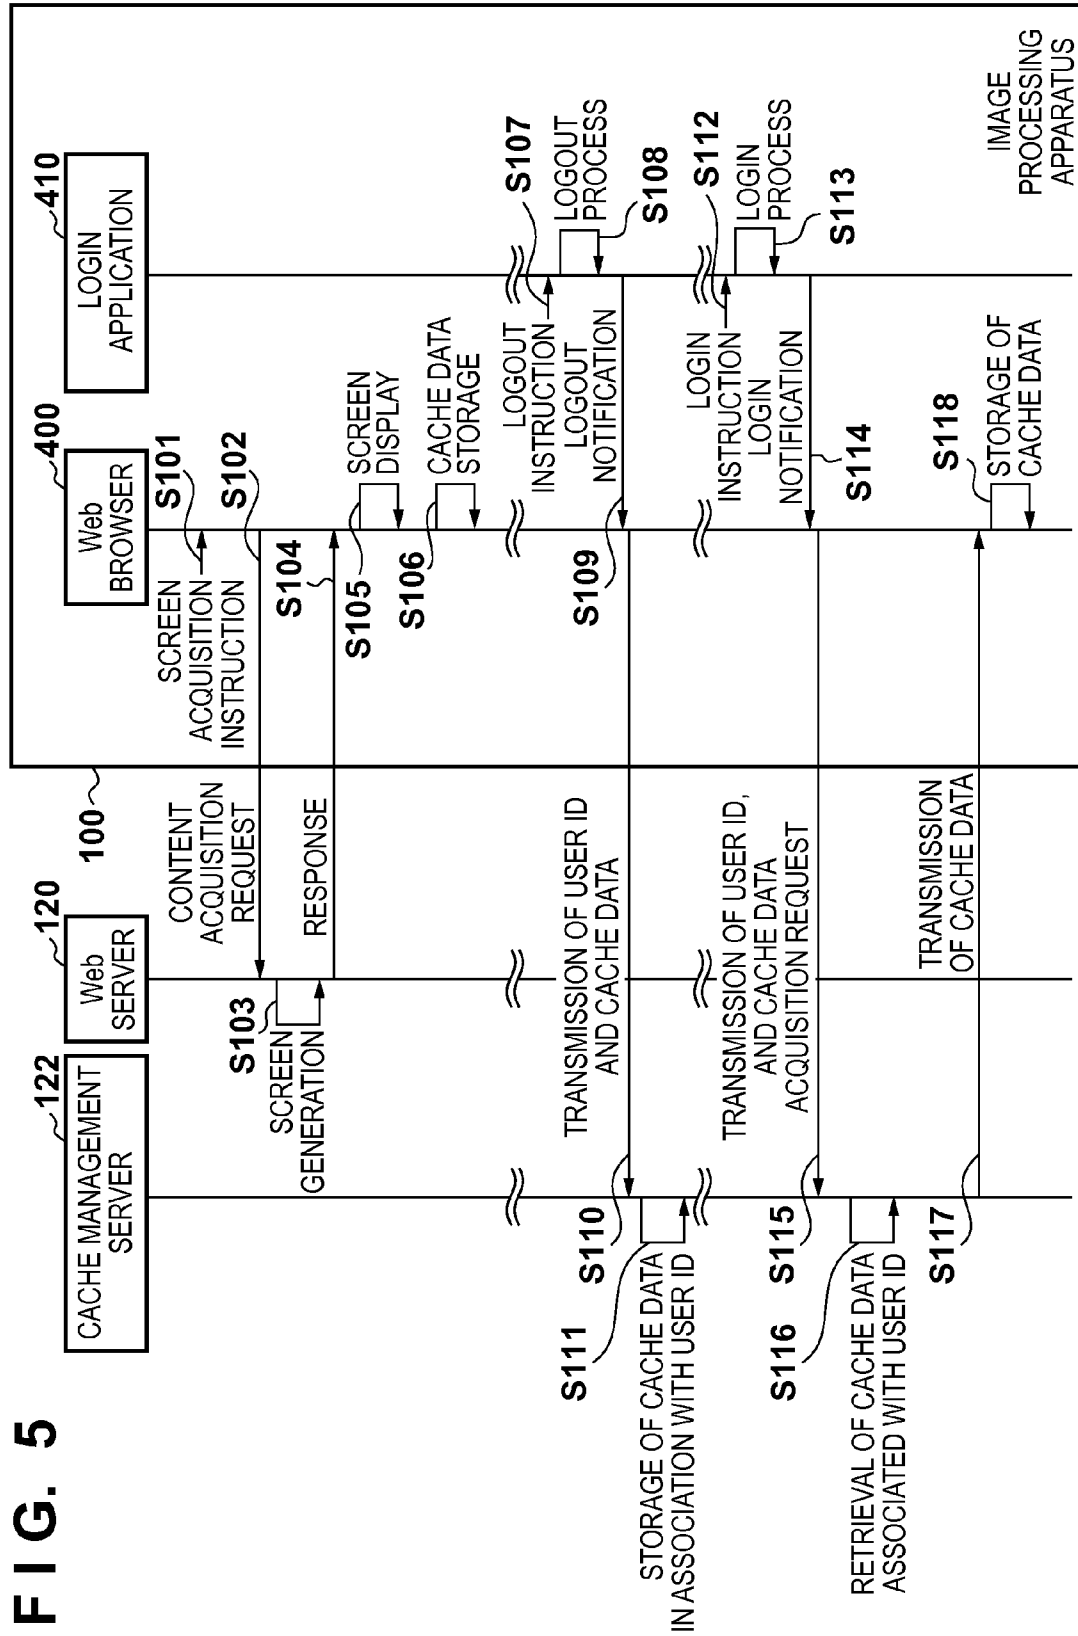 FIG. 5
CACHE MANAGEMENT
SERVER
122
Web
SERVER
120
100
Web
BROWSER
400
LOGIN
APPLICATION
410
SCREEN
ACQUISITION
INSTRUCTION
S101
S102
CONTENT
ACQUISITION
REQUEST
S103
SCREEN
GENERATION
RESPONSE
S104
S105
SCREEN
DISPLAY
S106
CACHE DATA
STORAGE
LOGOUT
INSTRUCTION
S107
LOGOUT
PROCESS
S108
LOGOUT
NOTIFICATION
S109
TRANSMISSION OF USER ID
AND CACHE DATA
S110
S111
STORAGE OF CACHE DATA
IN ASSOCIATION WITH USER ID
LOGIN
INSTRUCTION
S112
LOGIN
PROCESS
S113
LOGIN
NOTIFICATION
S114
TRANSMISSION OF USER ID,
AND CACHE DATA
ACQUISITION REQUEST
S115
S116
RETRIEVAL OF CACHE DATA
ASSOCIATED WITH USER ID
S117
TRANSMISSION
OF CACHE DATA
S118
STORAGE OF
CACHE DATA
IMAGE
PROCESSING
APPARATUS